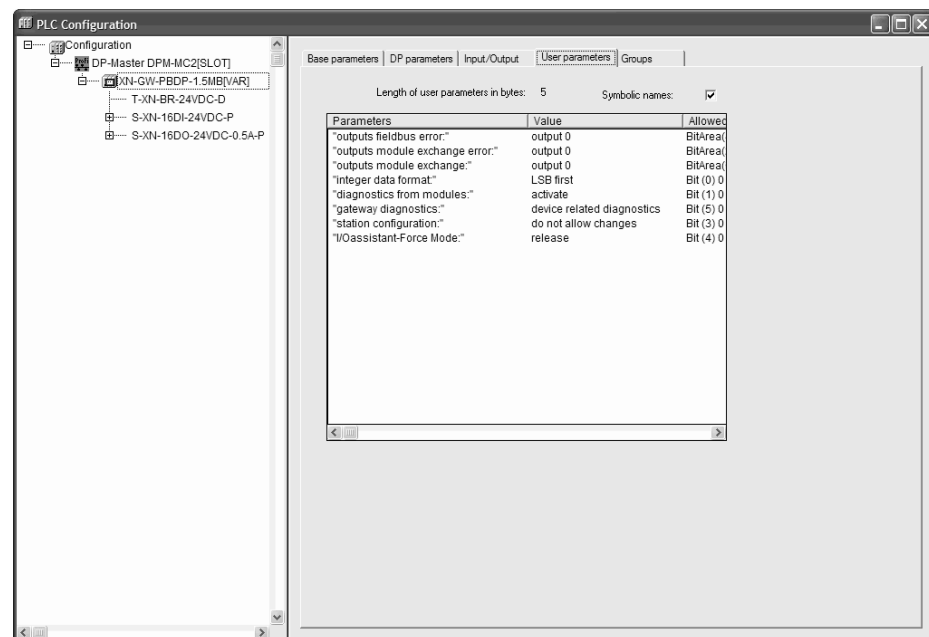 PLC Configuration
Configuration
DP-Master DPM-MC2[SLOT]
XN-GW-PBDP-1.5MB[VAR]
T-XN-BR-24VDC-D
S-XN-16DI-24VDC-P
S-XN-16DO-24VDC-0.5A-P
Base parameters DP parameters Input/Output User parameters Groups
Length of user parameters in bytes: 5 Symbolic names:
Parameters Value Allowed
"outputs fieldbus error:" output 0 BitArea(
"outputs module exchange error:" output 0 BitArea(
"outputs module exchange:" output 0 BitArea(
"integer data format:" LSB first Bit (0) 0
"diagnostics from modules:" activate Bit (1) 0
"gateway diagnostics:" device related diagnostics Bit (5) 0
"station configuration:" do not allow changes Bit (3) 0
"I/Oassistant-Force Mode:" release Bit (4) 0